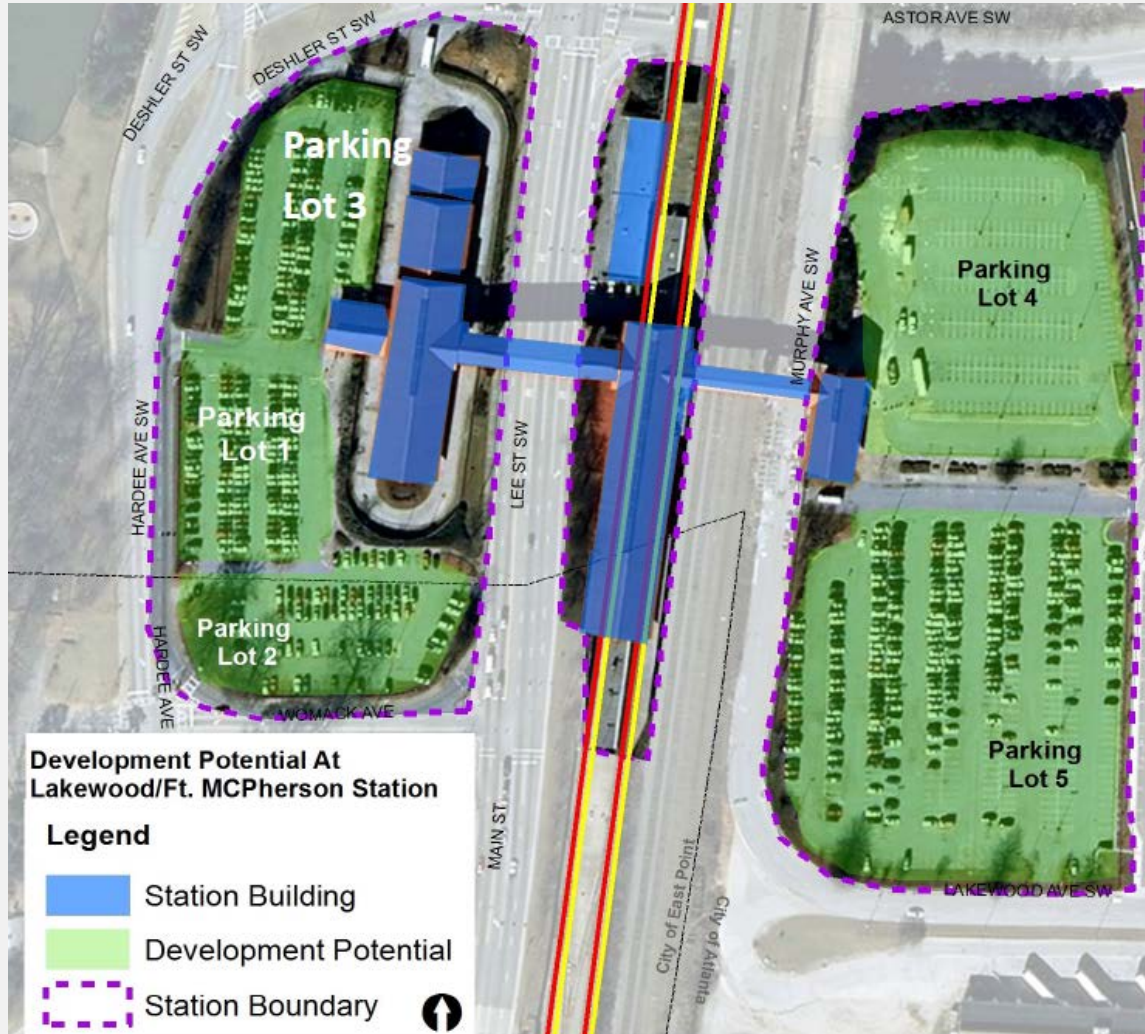 ASTOR AVE SW
DESHLER ST SW
DESHLER ST SW
Parking
Lot 3
Parking
Lot 4
MURPHY AVE SW
HARDEE AVE SW
Parking
Lot 1
LEE ST SW
Parking
Lot 2
HARDEE AVE
WOMACK AVE
Parking
Lot 5
MAIN ST
City of East Point
City of Atlanta
LAKEWOOD AVE SW
Development Potential At
Lakewood/Ft. MCPherson Station
Legend
Station Building
Development Potential
Station Boundary